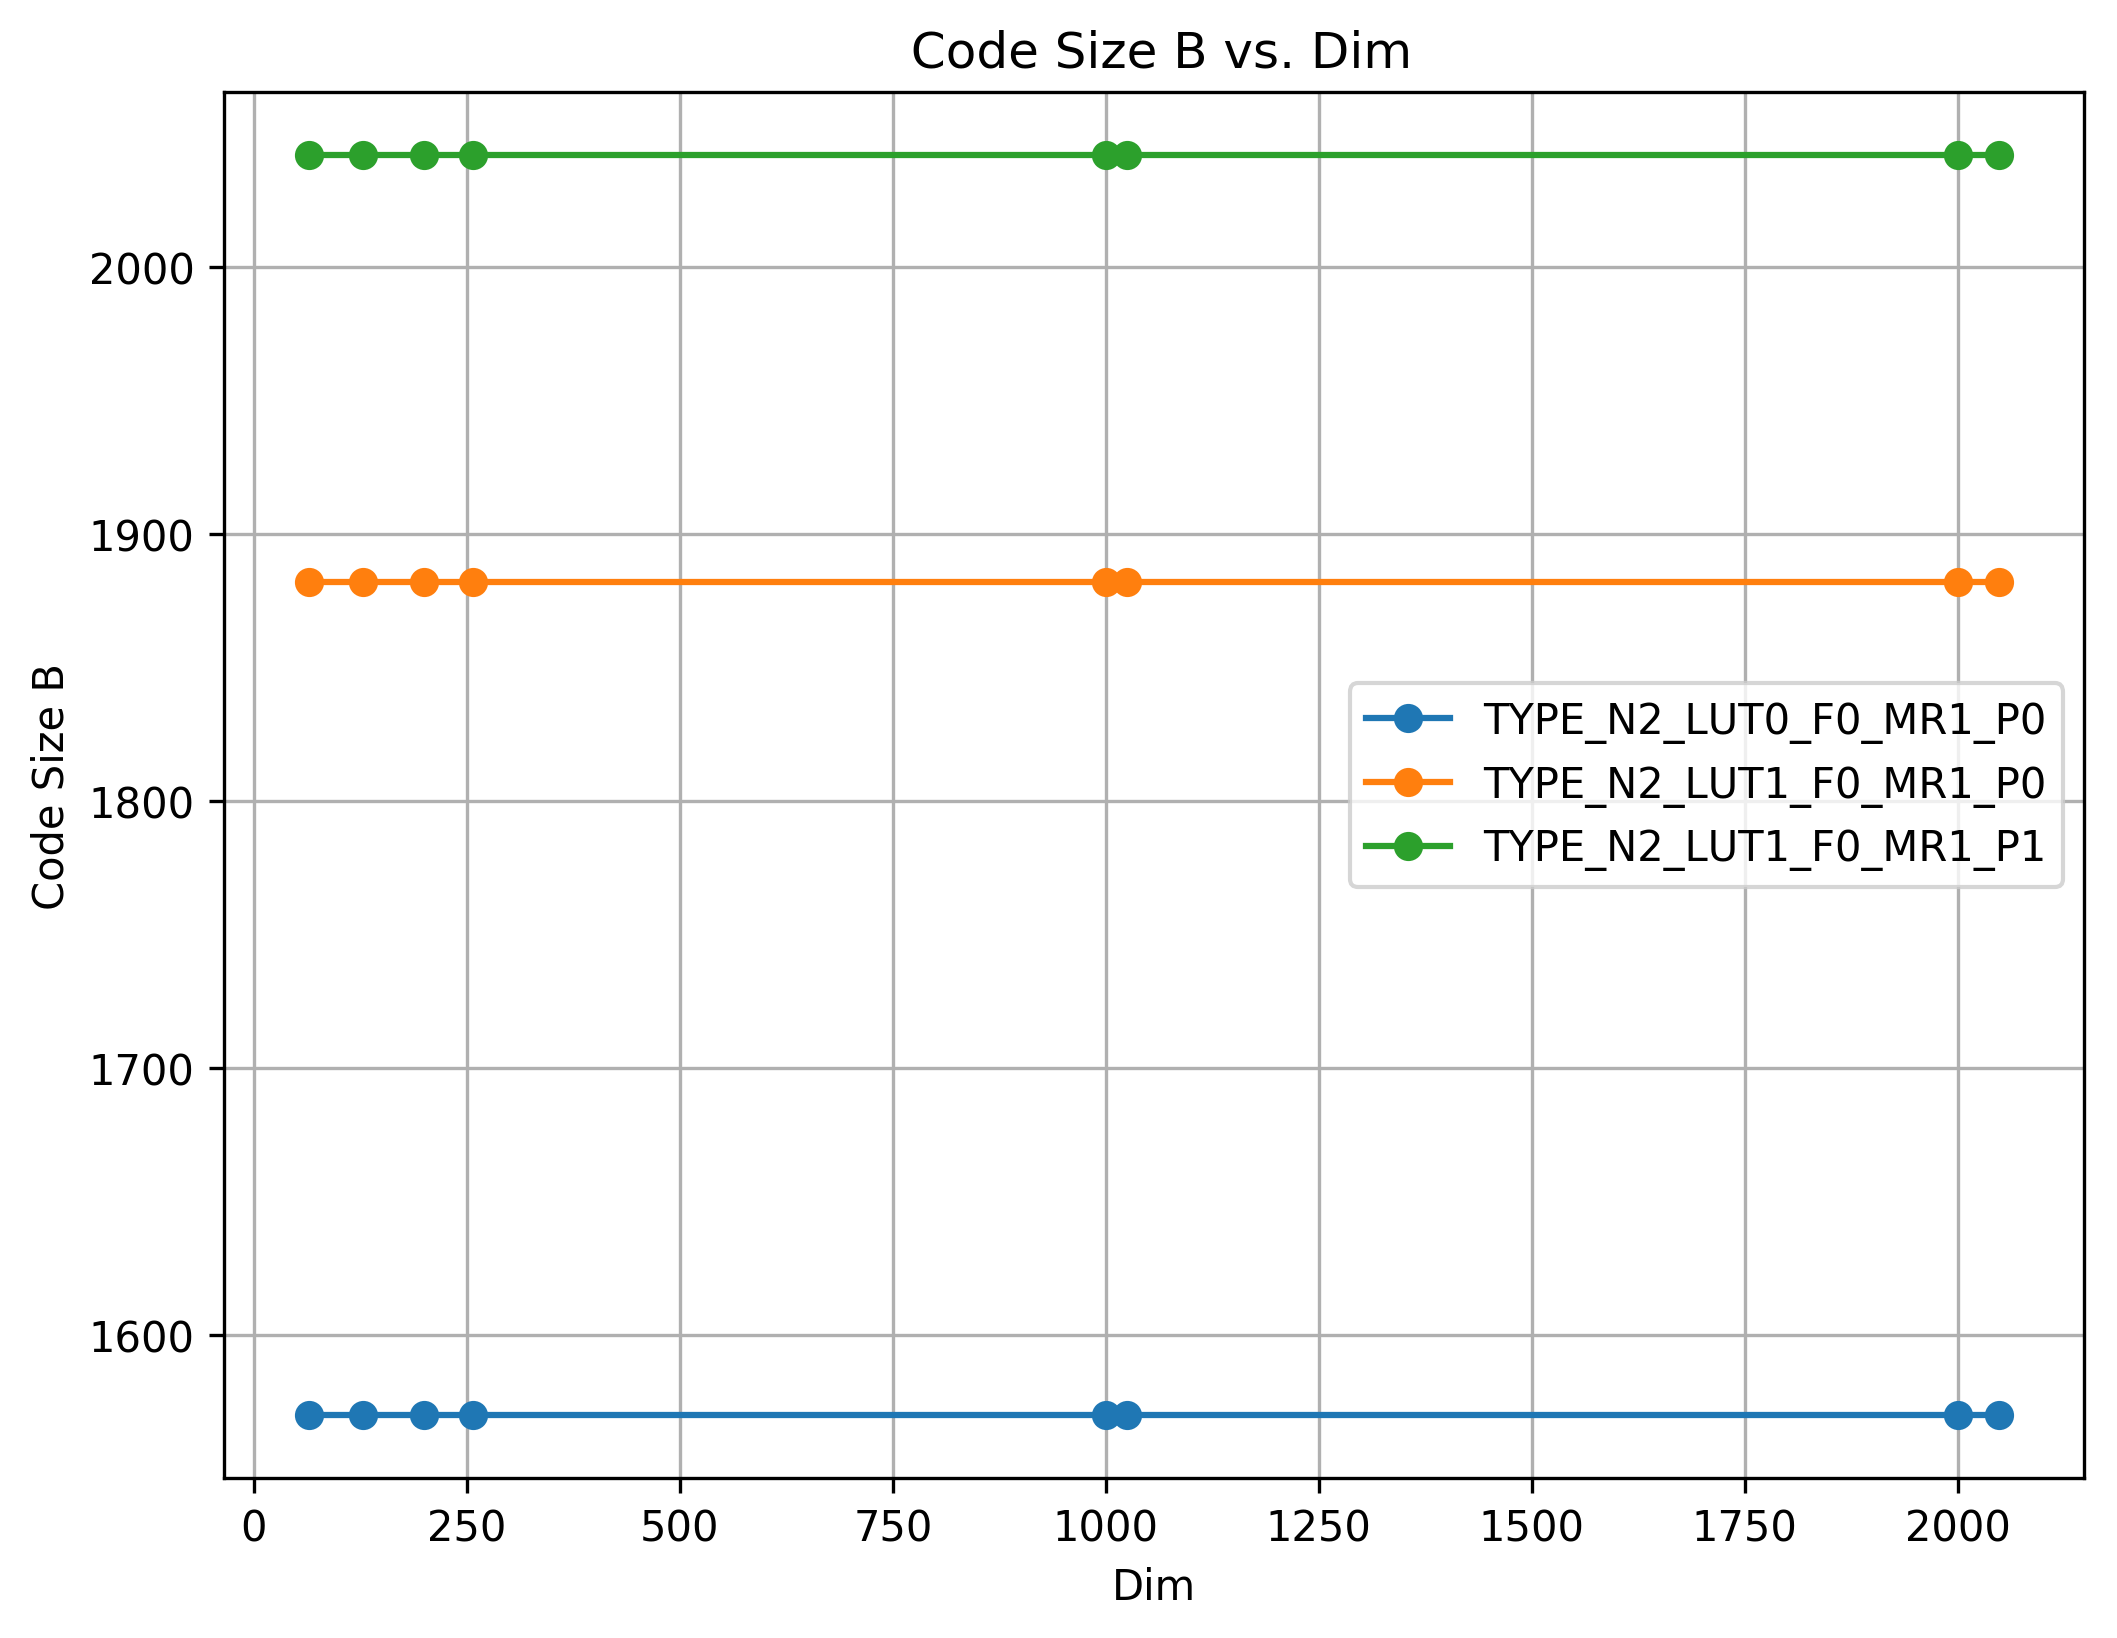 Code Size B vs. Dim
2000
1900
1800
1700
1600
Code Size B
TYPE_N2_LUT0_F0_MR1_P0
TYPE_N2_LUT1_F0_MR1_P0
TYPE_N2_LUT1_F0_MR1_P1
0 250 500 750 1000 1250 1500 1750 2000
Dim